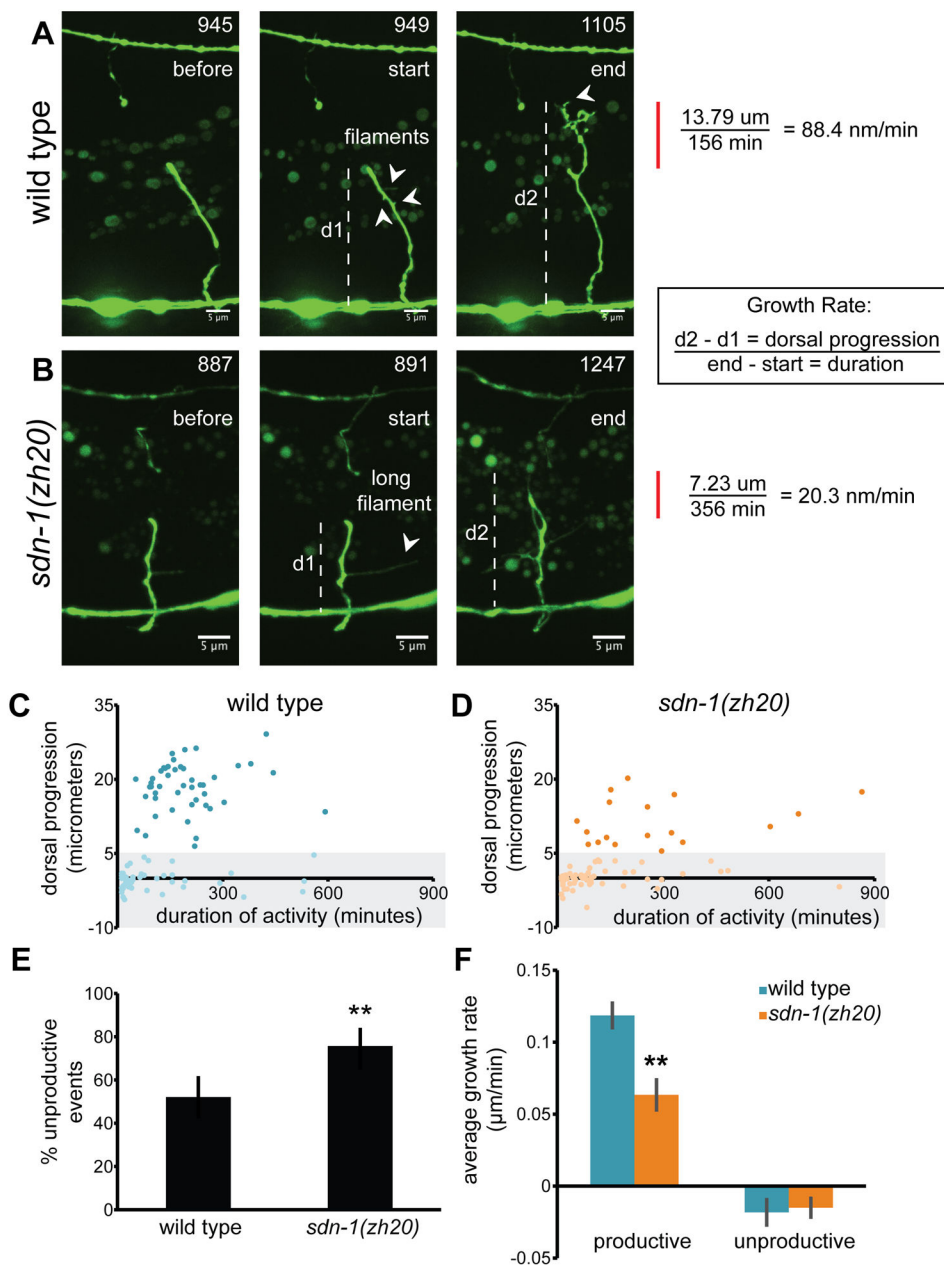 A
wild type
945
before
5 µm
949
start
filaments
d1
5 µm
1105
end
d2
5 µm
13.79 um
156 min
= 88.4 nm/min
Growth Rate:
d2 - d1 = dorsal progression
end - start = duration
B
sdn-1(zh20)
887
before
5 µm
891
start
long
filament
d1
5 µm
1247
end
d2
5 µm
7.23 um
356 min
= 20.3 nm/min
C
wild type
dorsal progression
(micrometers)
35
20
5
-10
300
600
900
duration of activity (minutes)
D
sdn-1(zh20)
dorsal progression
(micrometers)
35
20
5
-10
300
600
900
duration of activity (minutes)
E
% unproductive
events
100
80
60
40
20
0
**
wild type
sdn-1(zh20)
F
average growth rate
(µm/min)
0.15
0.1
0.05
0
-0.05
wild type
sdn-1(zh20)
**
productive
unproductive